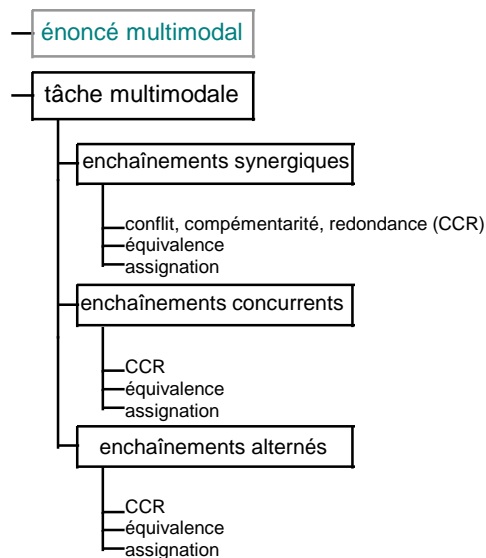 énoncé multimodal
tâche multimodale
enchaînements synergiques
conflit, compémentarité, redondance (CCR)
équivalence
assignation
enchaînements concurrents
CCR
équivalence
assignation
enchaînements alternés
CCR
équivalence
assignation